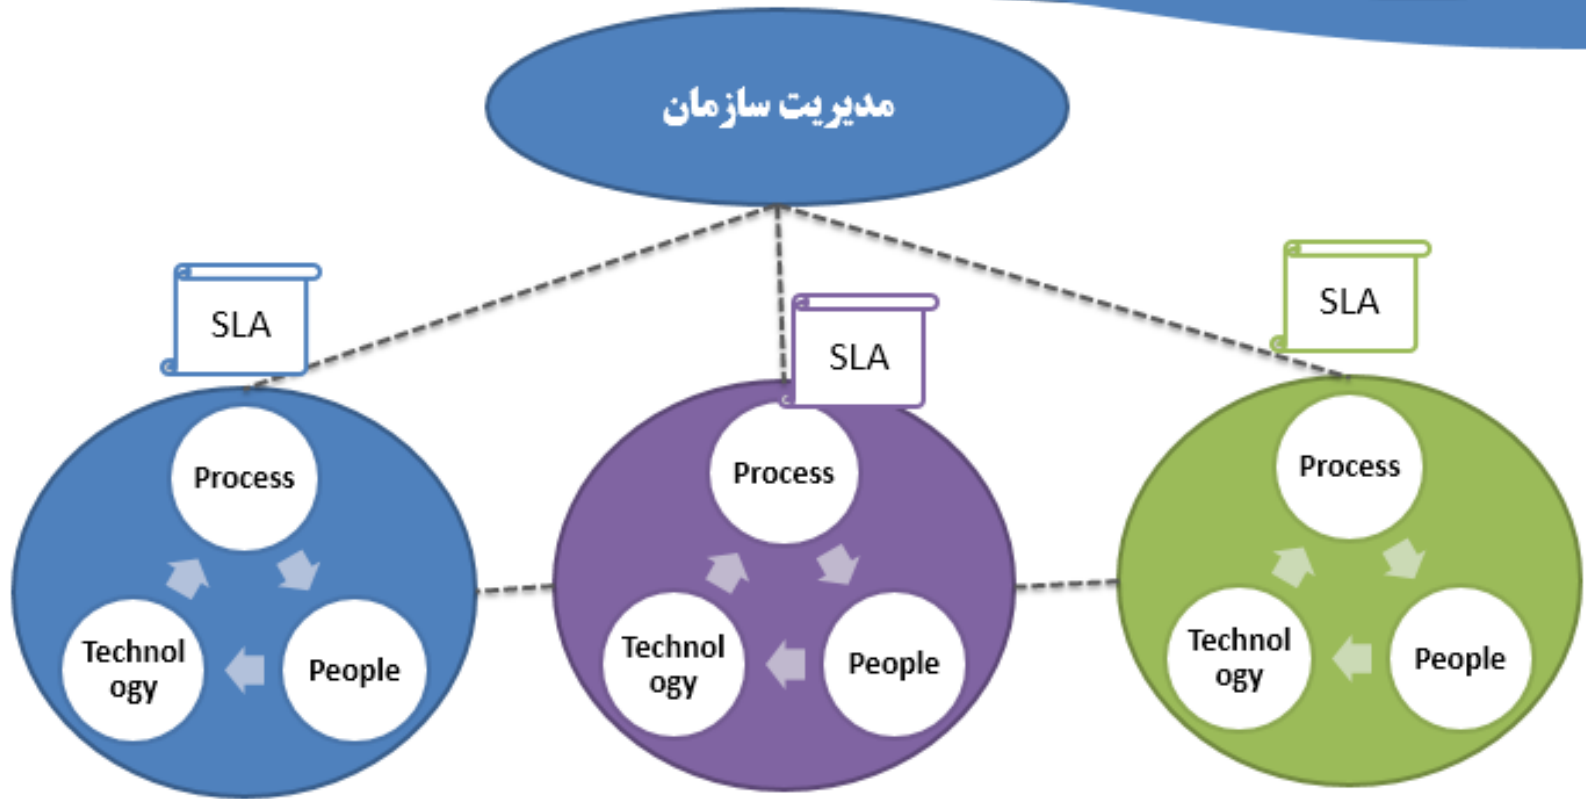 مدیریت سازمان
SLA
SLA
SLA
Process
Technol
ogy
People
Process
Technol
ogy
People
Process
Technol
ogy
People